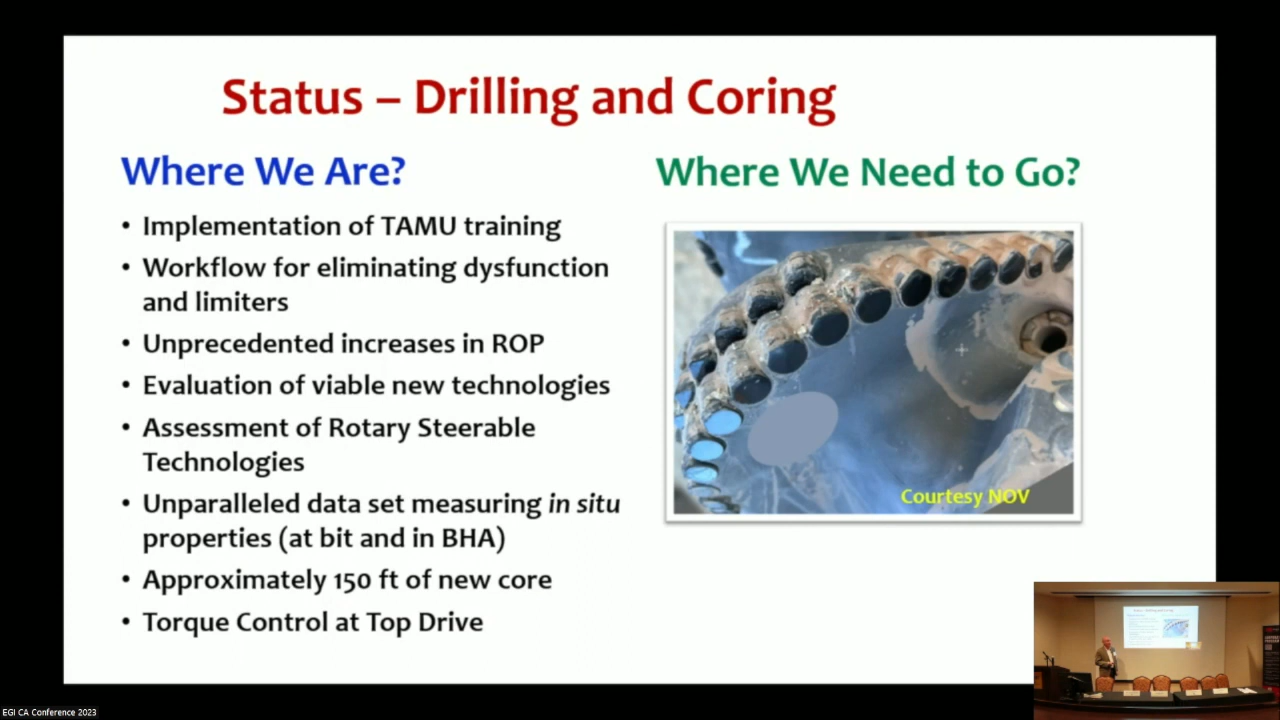 Status – Drilling and Coring
Where We Are?
• Implementation of TAMU training
• Workflow for eliminating dysfunction
and limiters
• Unprecedented increases in ROP
• Evaluation of viable new technologies
• Assessment of Rotary Steerable
Technologies
• Unparalleled data set measuring in situ
properties (at bit and in BHA)
• Approximately 150 ft of new core
• Torque Control at Top Drive
Where We Need to Go?
Courtesy NOV
EGI CA Conference 2023